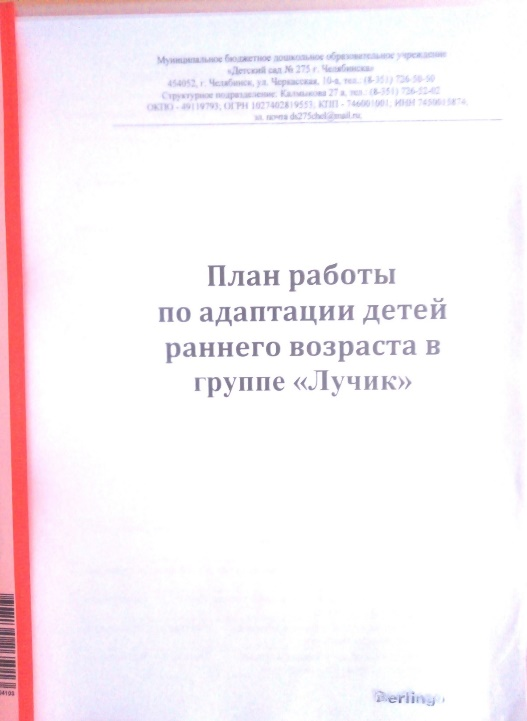 Муниципальное бюджетное дошкольное образовательное учреждение
«Детский сад № 275 г. Челябинска»
454052, г. Челябинск, ул. Черкасская, 10-а, тел.: (8-351) 726-50-50
Структурное подразделение: Калмыкова 27 а, тел.: (8-351) 726-52-02
ОКПО - 49119793, ОГРН 1027402819553, КПП - 746001001, ИНН 7450015874,
эл. почта ds275chel@mail.ru,
План работы
по адаптации детей
раннего возраста в
группе «Лучик»
Berlingo